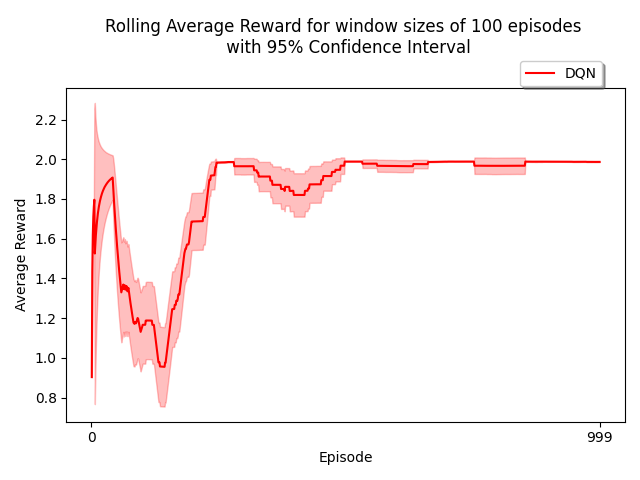 Rolling Average Reward for window sizes of 100 episodes
with 95% Confidence Interval
DQN
Average Reward
2.2
2.0
1.8
1.6
1.4
1.2
1.0
0.8
0
999
Episode